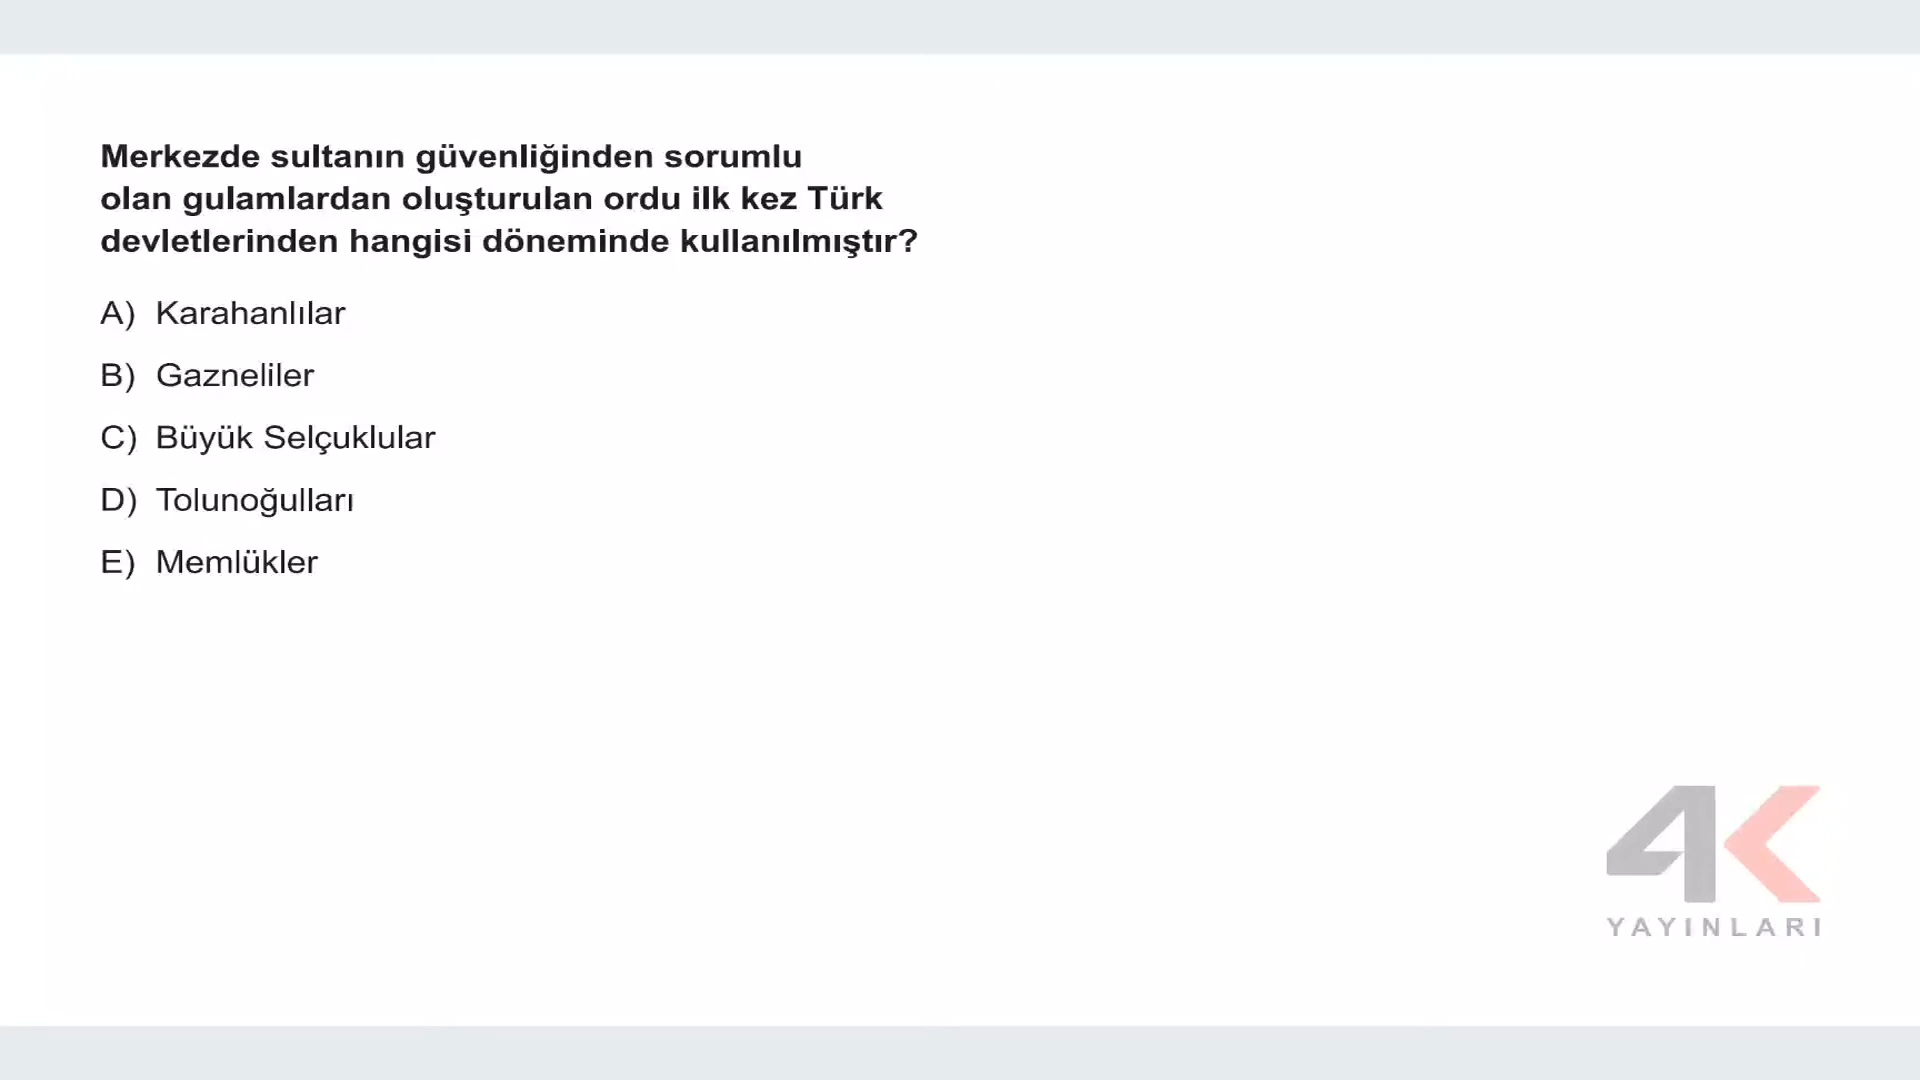 Merkezde sultanın güvenliğinden sorumlu
olan gulamlardan oluşturulan ordu ilk kez Türk
devletlerinden hangisi döneminde kullanılmıştır?
A) Karahanlılar
B) Gazneliler
C) Büyük Selçuklular
D) Tolunoğulları
E) Memlükler
4K
YAYINLARI